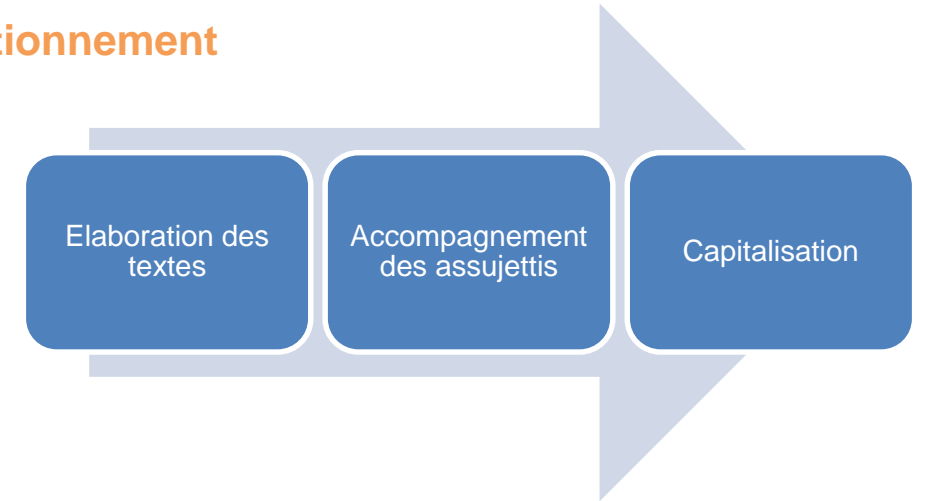 tionnement
Elaboration des
textes
Accompagnement
des assujettis
Capitalisation